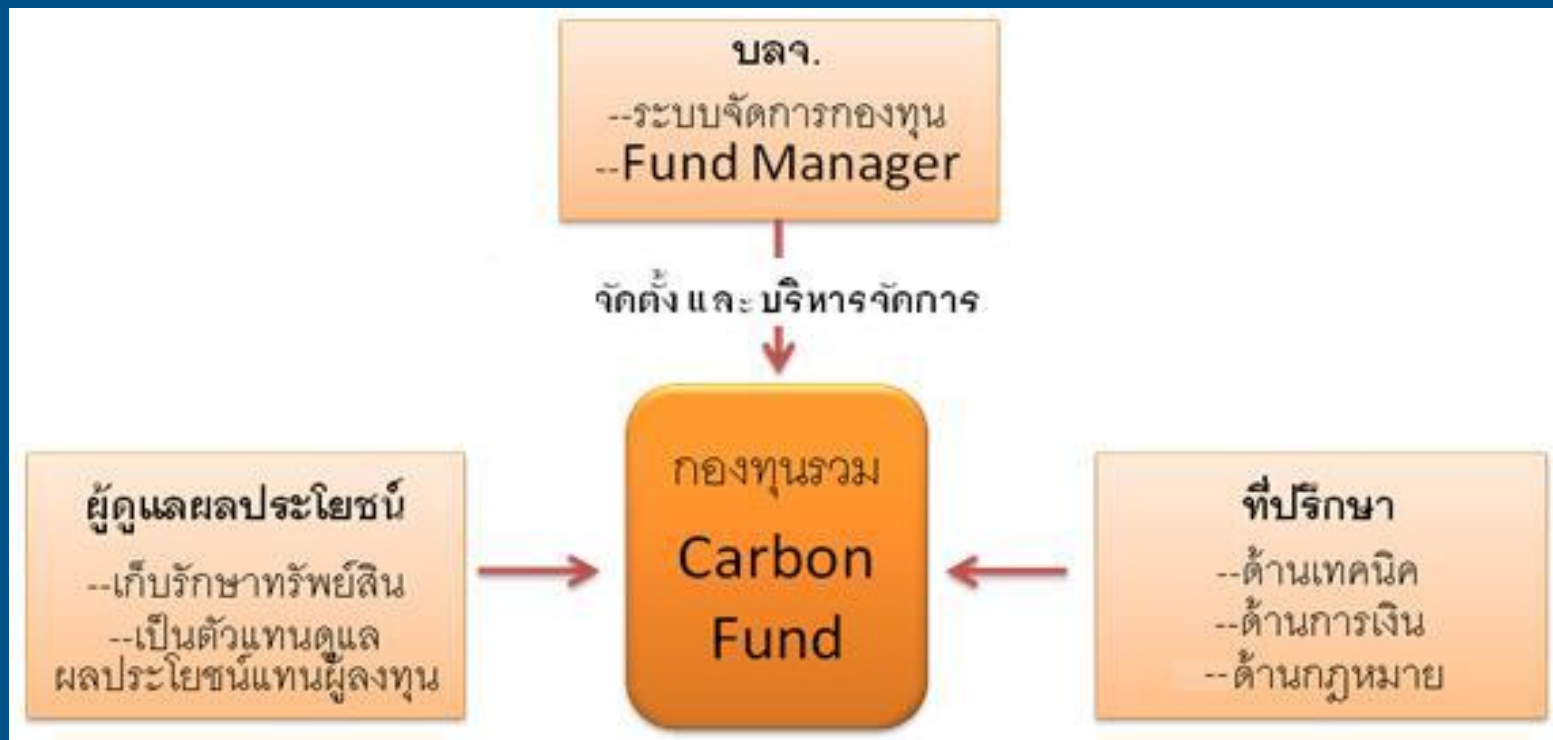 บลจ.
--ระบบจัดการกองทุน
--Fund Manager
จัดตั้ง และ บริหารจัดการ
กองทุนรวม
Carbon
Fund
ผู้ดูแลผลประโยชน์
--เก็บรักษาทรัพย์สิน
--เป็นตัวแทนดูแล
ผลประโยชน์แทนผู้ลงทุน
ที่ปรึกษา
--ด้านเทคนิค
--ด้านการเงิน
--ด้านกฎหมาย